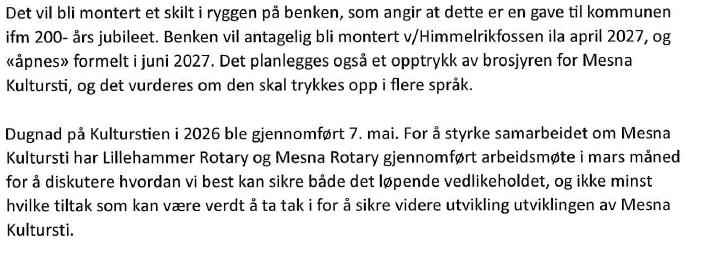 Det vil bli montert et skilt i ryggen på benken, som angir at dette er en gave til kommunen
ifm 200- års jubileet. Benken vil antagelig bli montert v/Himmelrikfossen ila april 2027, og
«åpnes» formelt i juni 2027. Det planlegges også et opptrykk av brosjyren for Mesna
Kultursti, og det vurderes om den skal trykkes opp i flere språk.
Dugnad på Kulturstien i 2026 ble gjennomført 7. mai. For å styrke samarbeidet om Mesna
Kultursti har Lillehammer Rotary og Mesna Rotary gjennomført arbeidsmøte i mars måned
for å diskutere hvordan vi best kan sikre både det løpende vedlikeholdet, og ikke minst
hvilke tiltak som kan være verdt å ta tak i for å sikre videre utvikling utviklingen av Mesna
Kultursti.